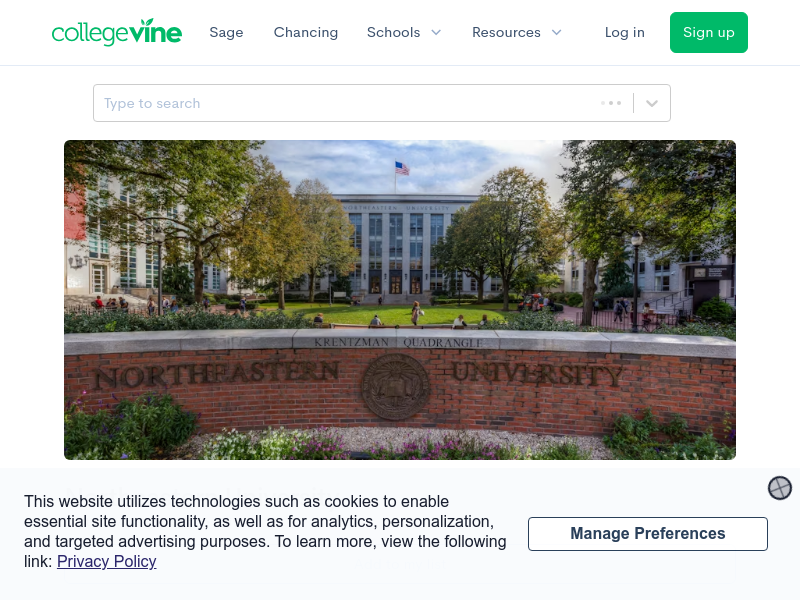 collegevine Sage Chancing Schools Resources Log in Sign up
Type to search
NORTHEASTERN UNIVERSITY
KRENTZMAN QUADRANGLE
NORTHEASTERN UNIVERSITY
This website utilizes technologies such as cookies to enable
essential site functionality, as well as for analytics, personalization,
and targeted advertising purposes. To learn more, view the following
link: Privacy Policy
Manage Preferences